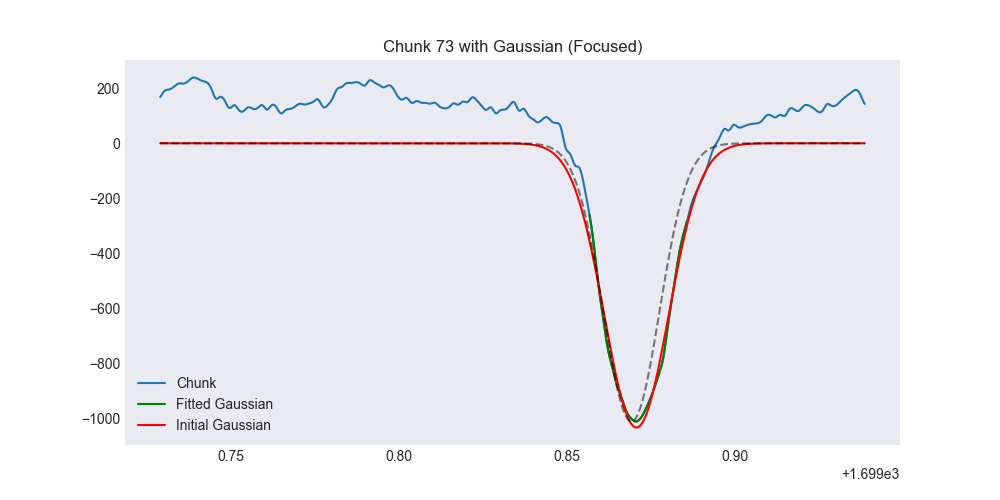 Chunk 73 with Gaussian (Focused)
200
0
−200
−400
−600
−800
−1000
Chunk
Fitted Gaussian
Initial Gaussian
0.75 0.80 0.85 0.90
+1.699e3